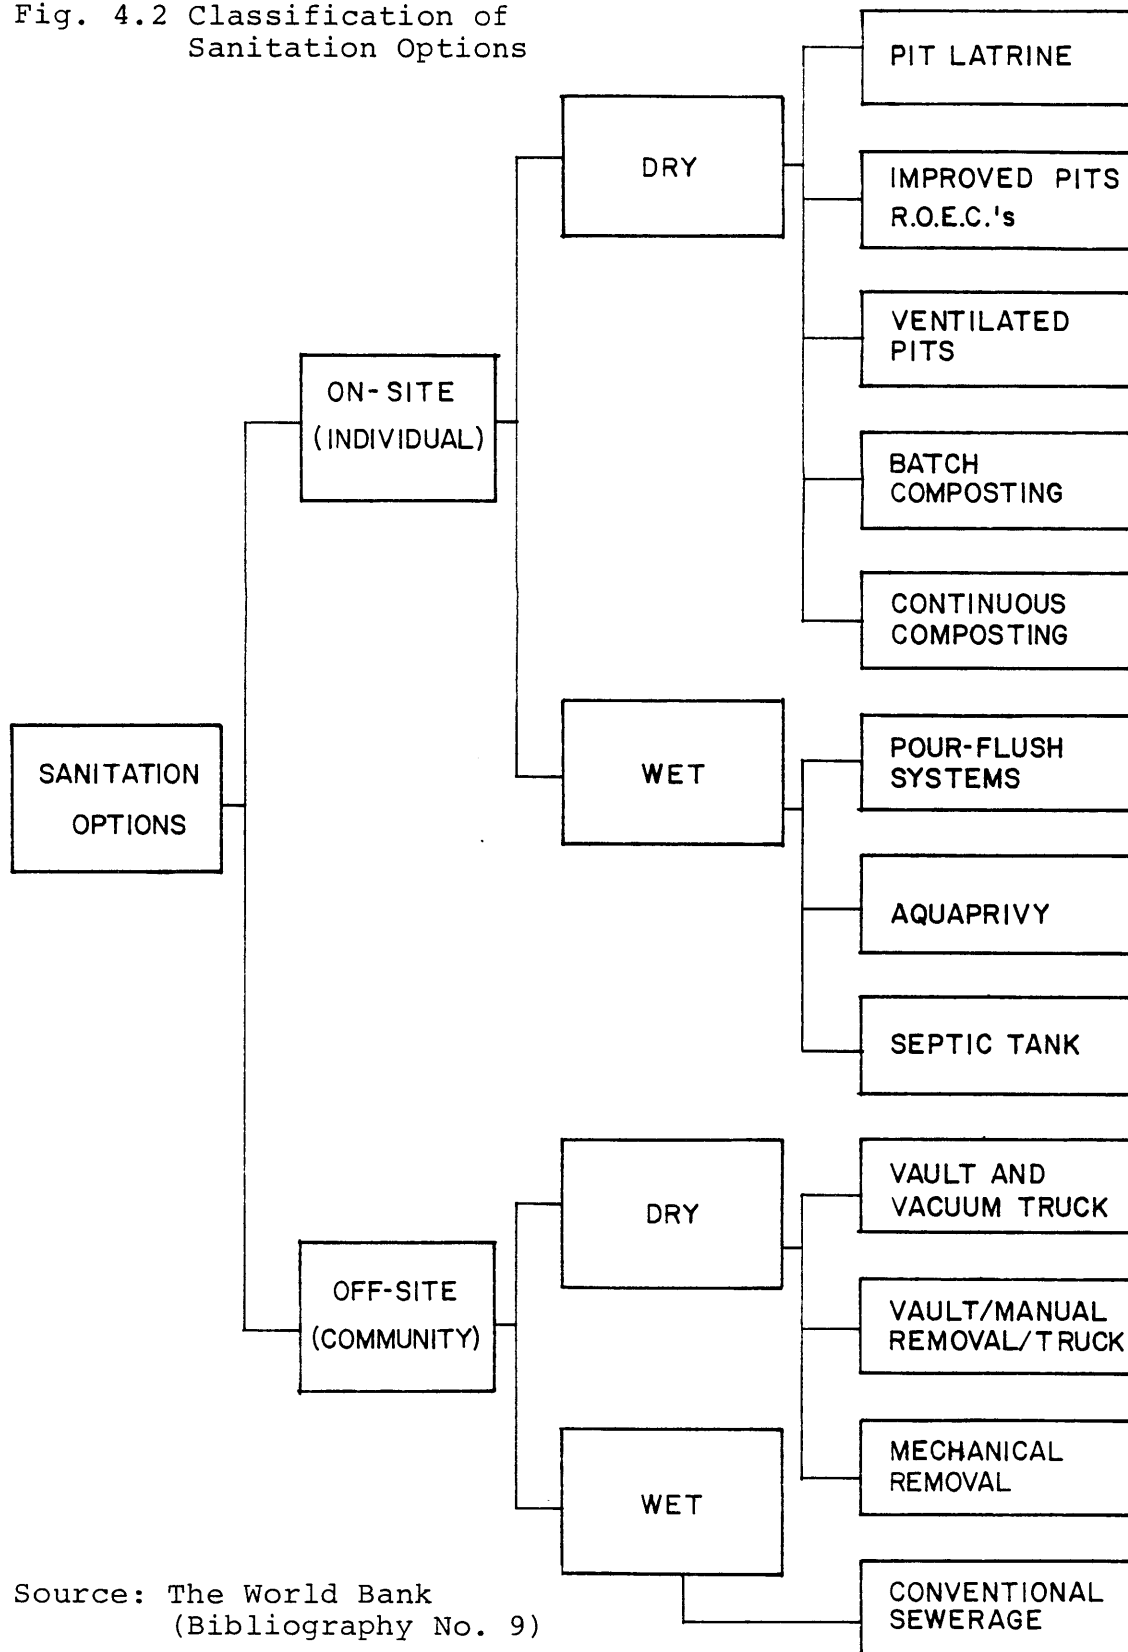 Fig. 4.2 Classification of
Sanitation Options
SANITATION
OPTIONS
ON-SITE
(INDIVIDUAL)
OFF-SITE
(COMMUNITY)
DRY
WET
DRY
WET
PIT LATRINE
IMPROVED PITS
R.O.E.C.'s
VENTILATED
PITS
BATCH
COMPOSTING
CONTINUOUS
COMPOSTING
POUR-FLUSH
SYSTEMS
AQUAPRIVY
SEPTIC TANK
VAULT AND
VACUUM TRUCK
VAULT/MANUAL
REMOVAL/TRUCK
MECHANICAL
REMOVAL
CONVENTIONAL
SEWERAGE
Source: The World Bank
(Bibliography No. 9)